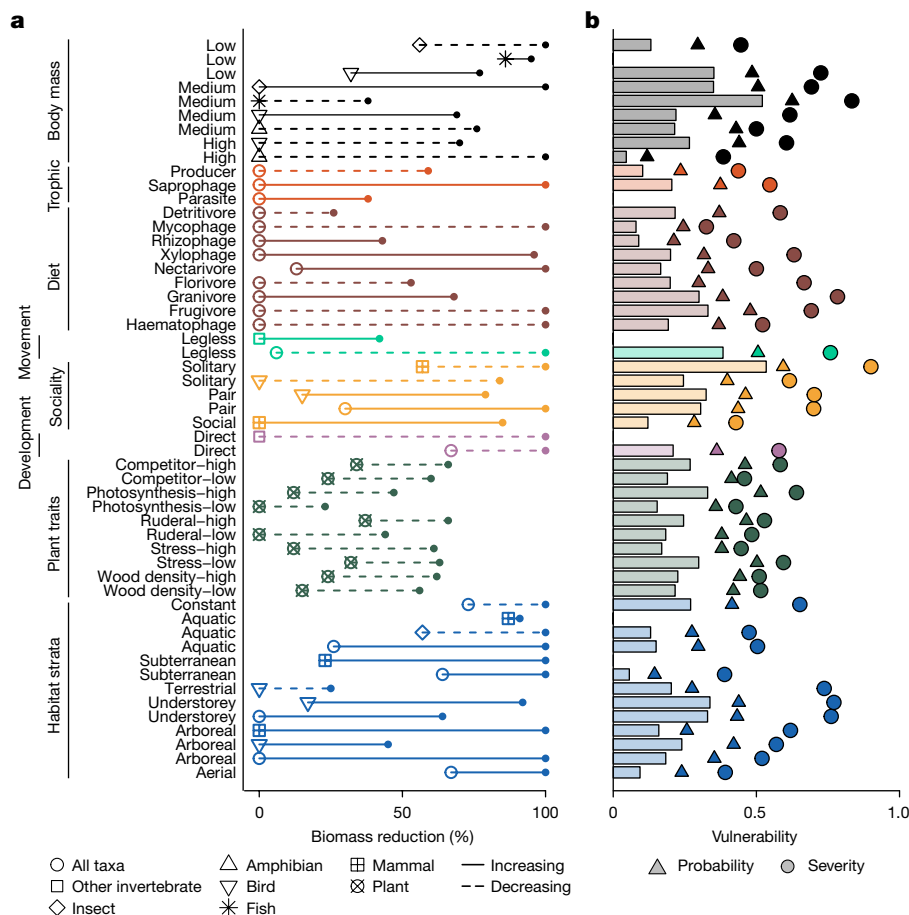 a
b
Body mass
Trophic
Diet
Movement
Sociality
Development
Plant traits
Habitat strata
Low
Low
Low
Medium
Medium
Medium
Medium
High
High
Producer
Saprophage
Parasite
Detritivore
Mycophage
Rhizophage
Xylophage
Nectarivore
Florivore
Granivore
Frugivore
Haematophage
Legless
Legless
Solitary
Solitary
Pair
Pair
Social
Direct
Direct
Competitor–high
Competitor–low
Photosynthesis–high
Photosynthesis–low
Ruderal–high
Ruderal–low
Stress–high
Stress–low
Wood density–high
Wood density–low
Constant
Aquatic
Aquatic
Aquatic
Subterranean
Subterranean
Terrestrial
Understorey
Understorey
Arboreal
Arboreal
Arboreal
Aerial
0 50 100
Biomass reduction (%)
0 0.5 1.0
Vulnerability
All taxa Amphibian Mammal Increasing
Other invertebrate Bird Plant Decreasing
Insect Fish
Probability Severity